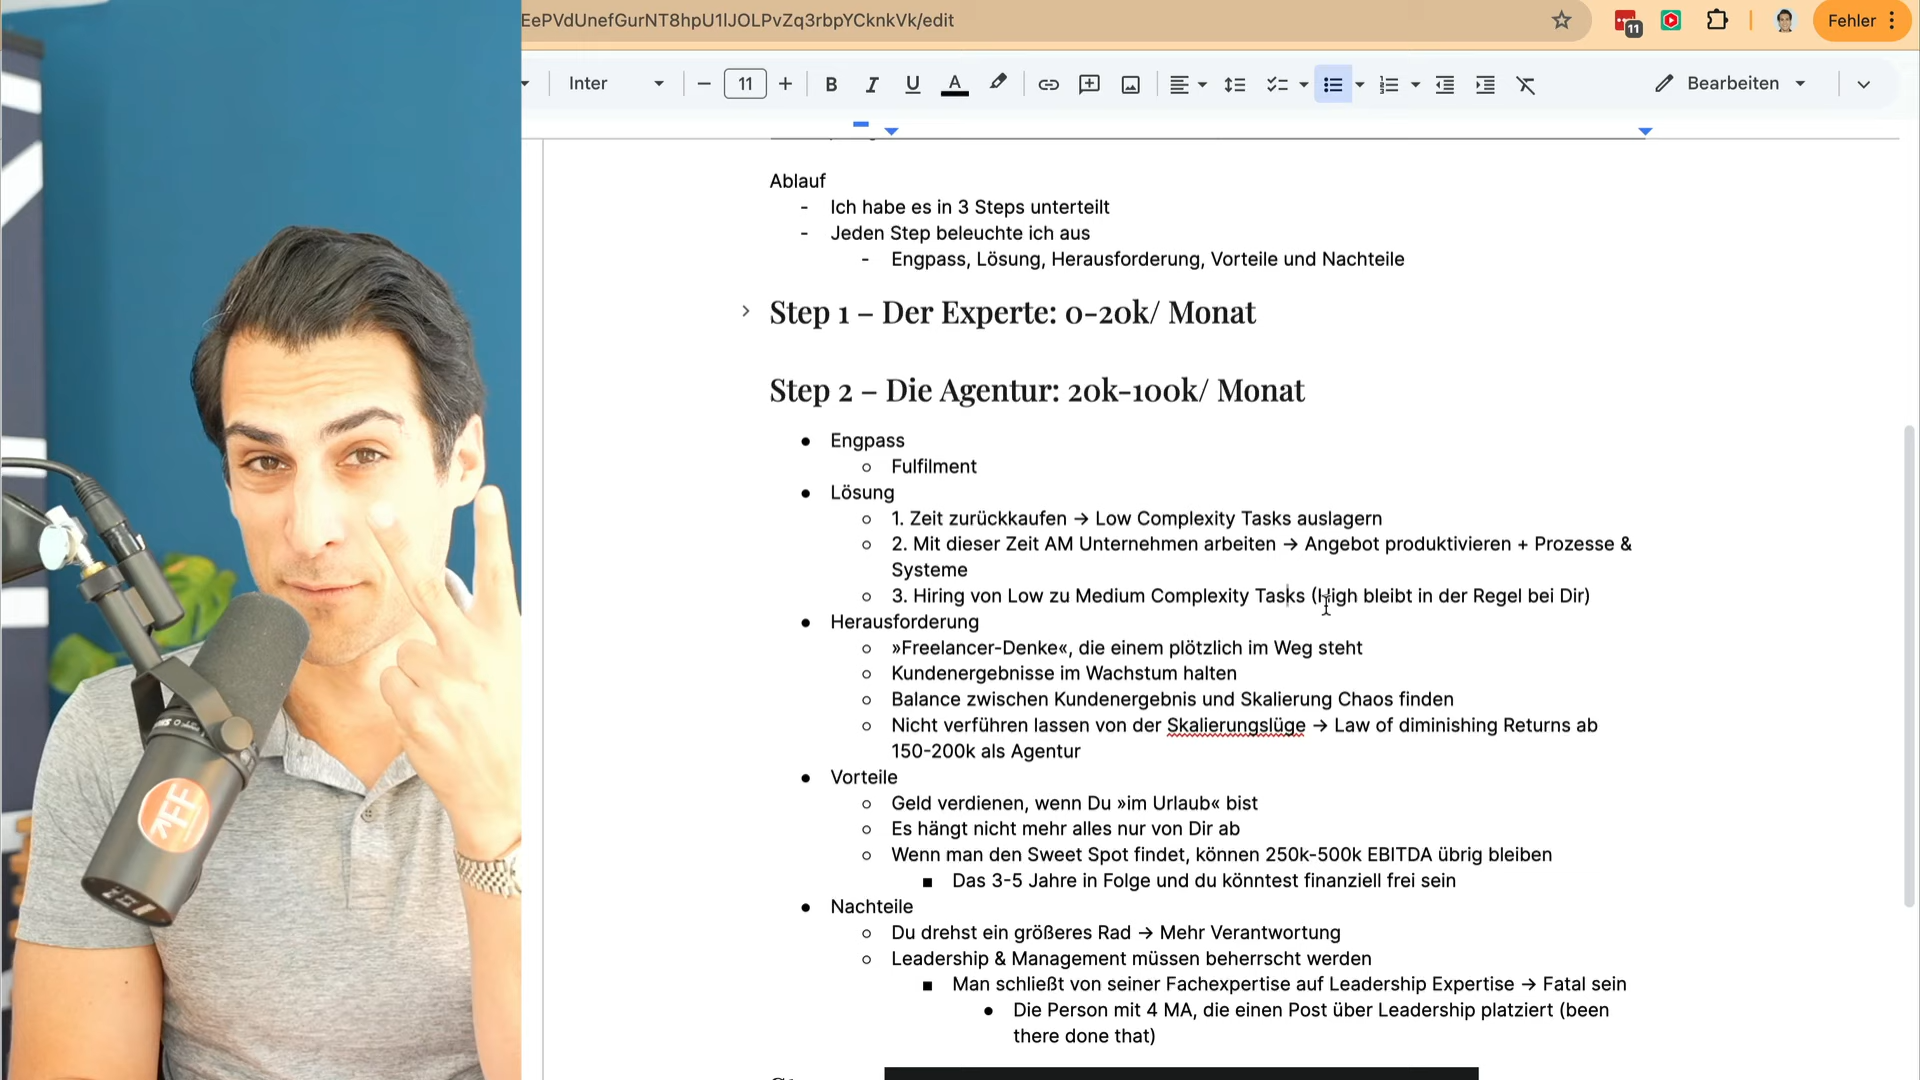 EePVdUnefGurNT8hpU1lJOLPvZq3rbpYCknkVk/edit
11
Fehler
Inter
11
B I U A
Bearbeiten
Ablauf
- Ich habe es in 3 Steps unterteilt
- Jeden Step beleuchte ich aus
- Engpass, Lösung, Herausforderung, Vorteile und Nachteile
Step 1 – Der Experte: 0-20k/ Monat
Step 2 – Die Agentur: 20k-100k/ Monat
● Engpass
○ Fulfilment
● Lösung
○ 1. Zeit zurückkaufen → Low Complexity Tasks auslagern
○ 2. Mit dieser Zeit AM Unternehmen arbeiten → Angebot produktivieren + Prozesse &
Systeme
○ 3. Hiring von Low zu Medium Complexity Tasks (High bleibt in der Regel bei Dir)
● Herausforderung
○ »Freelancer-Denke«, die einem plötzlich im Weg steht
○ Kundenergebnisse im Wachstum halten
○ Balance zwischen Kundenergebnis und Skalierung Chaos finden
○ Nicht verführen lassen von der Skalierungslüge → Law of diminishing Returns ab
150-200k als Agentur
● Vorteile
○ Geld verdienen, wenn Du »im Urlaub« bist
○ Es hängt nicht mehr alles nur von Dir ab
○ Wenn man den Sweet Spot findet, können 250k-500k EBITDA übrig bleiben
■ Das 3-5 Jahre in Folge und du könntest finanziell frei sein
● Nachteile
○ Du drehst ein größeres Rad → Mehr Verantwortung
○ Leadership & Management müssen beherrscht werden
■ Man schließt von seiner Fachexpertise auf Leadership Expertise → Fatal sein
● Die Person mit 4 MA, die einen Post über Leadership platziert (been
there done that)